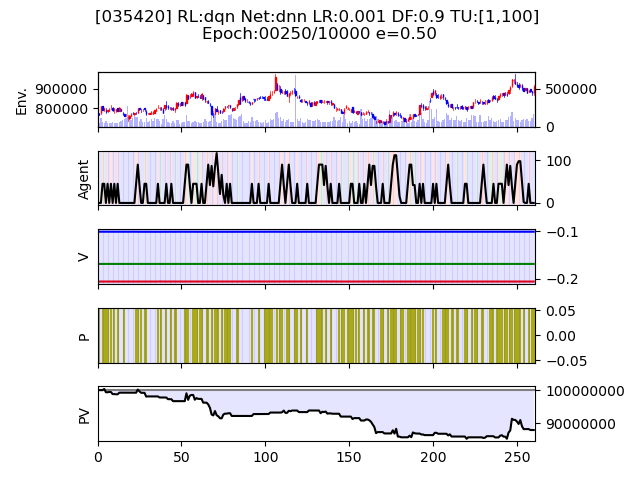 [035420] RL:dqn Net:dnn LR:0.001 DF:0.9 TU:[1,100]
Epoch:00250/10000 e=0.50
Env.
900000
800000
500000
0
Agent
100
0
V
−0.1
−0.2
P
0.05
0.00
−0.05
PV
100000000
90000000
0 50 100 150 200 250